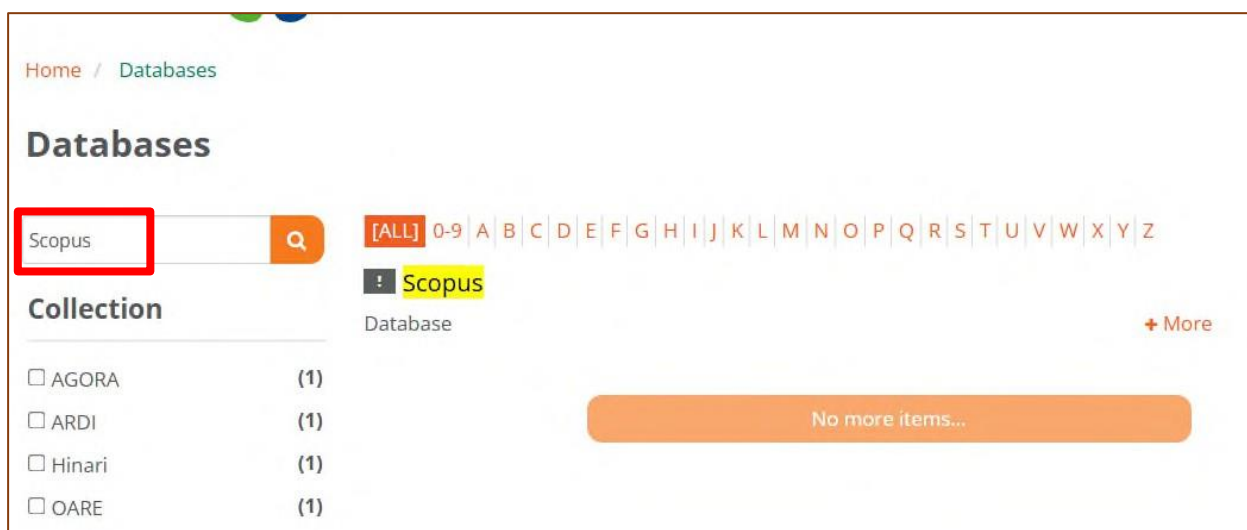 Home / Databases
Databases
Scopus
[ALL] 0-9 A B C D E F G H I J K L M N O P Q R S T U V W X Y Z
! Scopus
Database
+ More
Collection
AGORA (1)
ARDI (1)
Hinari (1)
OARE (1)
No more items...